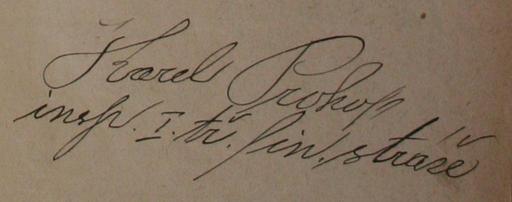 Karel Prokop
insp. I. tř. fin. stráže